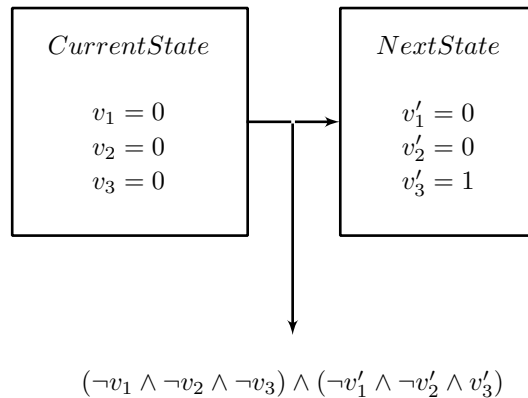 CurrentState
v₁ = 0
v₂ = 0
v₃ = 0
NextState
v′₁ = 0
v′₂ = 0
v′₃ = 1
(¬v₁ ∧ ¬v₂ ∧ ¬v₃) ∧ (¬v′₁ ∧ ¬v′₂ ∧ v′₃)